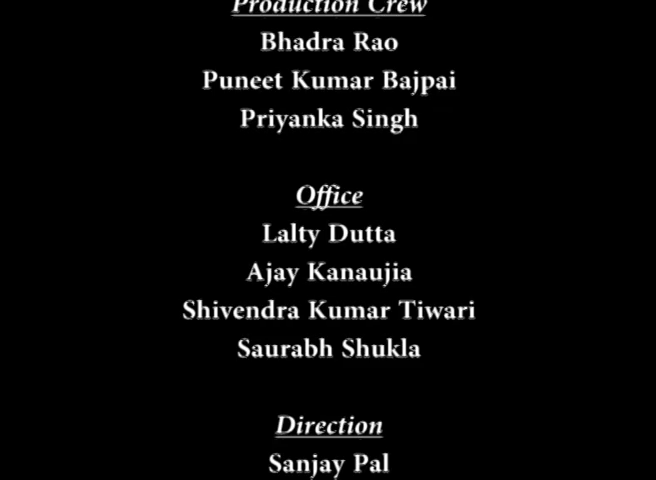 Production Crew
Bhadra Rao
Puneet Kumar Bajpai
Priyanka Singh
Office
Lalty Dutta
Ajay Kanaujia
Shivendra Kumar Tiwari
Saurabh Shukla
Direction
Sanjay Pal